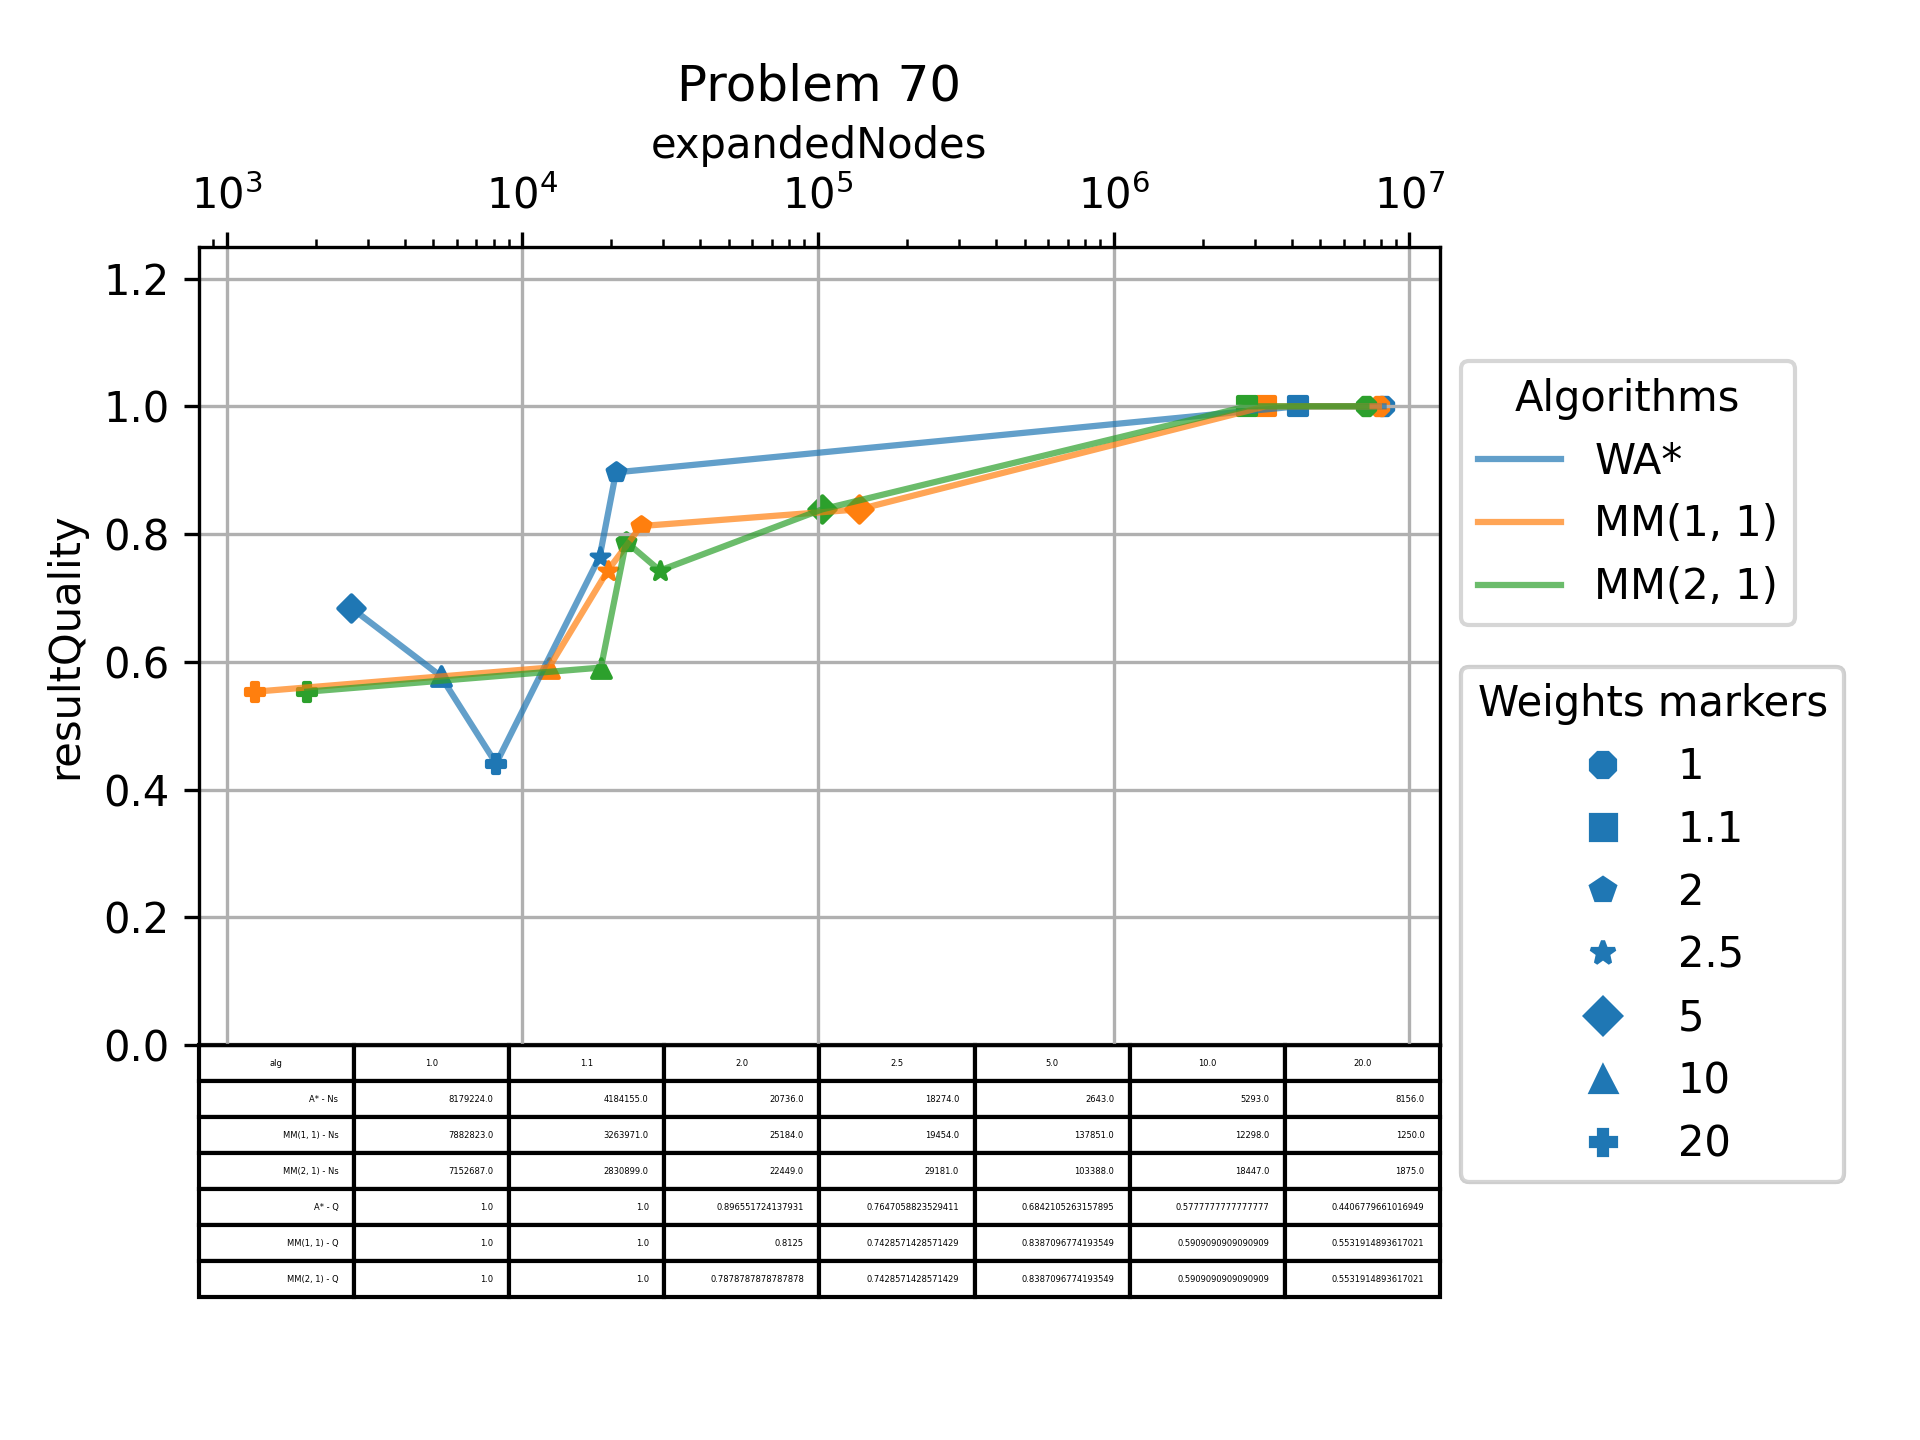 Problem 70
expandedNodes
10³ 10⁴ 10⁵ 10⁶ 10⁷
resultQuality
1.2
1.0
0.8
0.6
0.4
0.2
0.0
Algorithms
WA*
MM(1, 1)
MM(2, 1)
Weights markers
1
1.1
2
2.5
5
10
20
alg 1.0 1.1 2.0 2.5 5.0 10.0 20.0
A* - Ns 8179224.0 4184155.0 20736.0 18274.0 2643.0 5293.0 8156.0
MM(1, 1) - Ns 7882823.0 3263971.0 25184.0 19454.0 137851.0 12298.0 1250.0
MM(2, 1) - Ns 7152687.0 2830899.0 22449.0 29181.0 103388.0 18447.0 1875.0
A* - Q 1.0 1.0 0.896551724137931 0.7647058823529411 0.6842105263157895 0.5777777777777777 0.4406779661016949
MM(1, 1) - Q 1.0 1.0 0.8125 0.7428571428571429 0.8387096774193549 0.5909090909090909 0.5531914893617021
MM(2, 1) - Q 1.0 1.0 0.7878787878787878 0.7428571428571429 0.8387096774193549 0.5909090909090909 0.5531914893617021